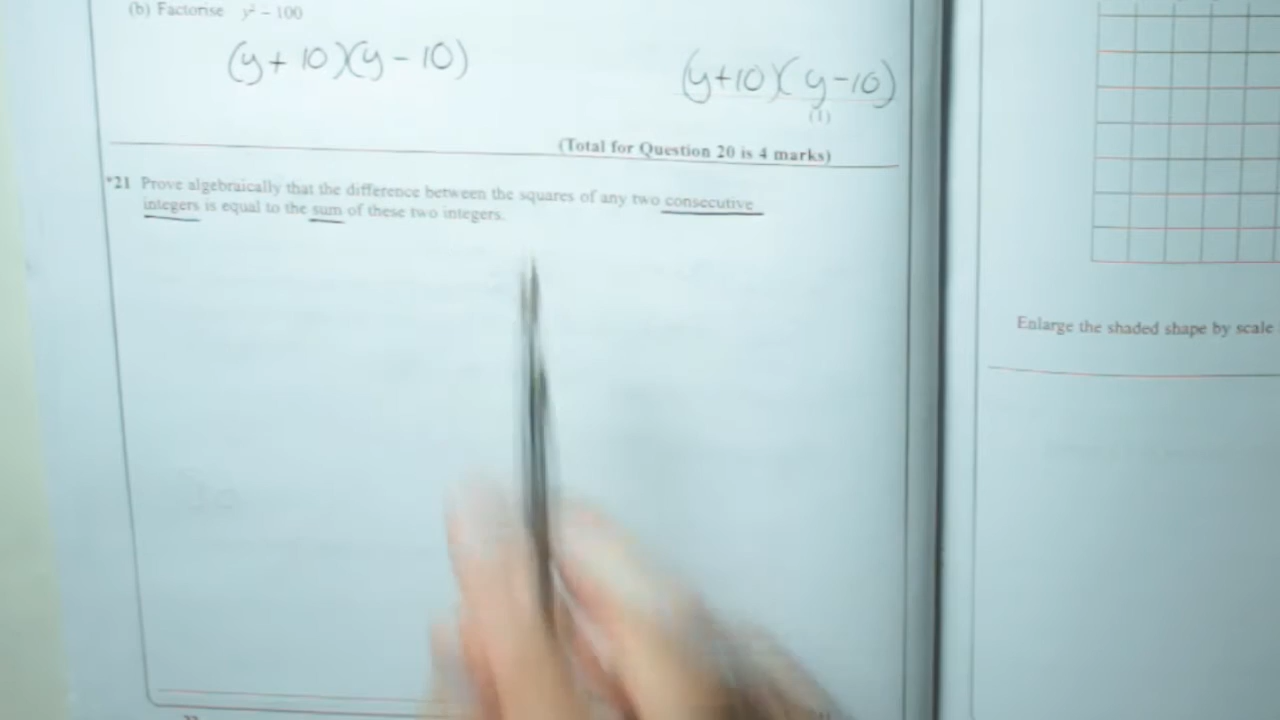 (b) Factorise y² – 100
(y + 10)(y – 10)
(y+10)(y–10)
(1)
(Total for Question 20 is 4 marks)
*21 Prove algebraically that the difference between the squares of any two consecutive
integers is equal to the sum of these two integers.
Enlarge the shaded shape by scale